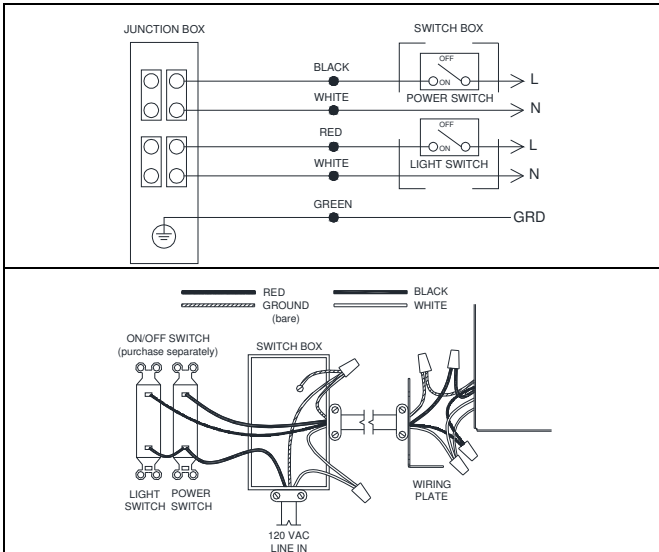 JUNCTION BOX
SWITCH BOX
OFF
BLACK
ON
L
POWER SWITCH
WHITE
N
OFF
RED
ON
L
LIGHT SWITCH
WHITE
N
GREEN
GRD
RED
BLACK
GROUND
(bare)
WHITE
ON/OFF SWITCH
(purchase separately)
SWITCH BOX
LIGHT
SWITCH
POWER
SWITCH
WIRING
PLATE
120 VAC
LINE IN